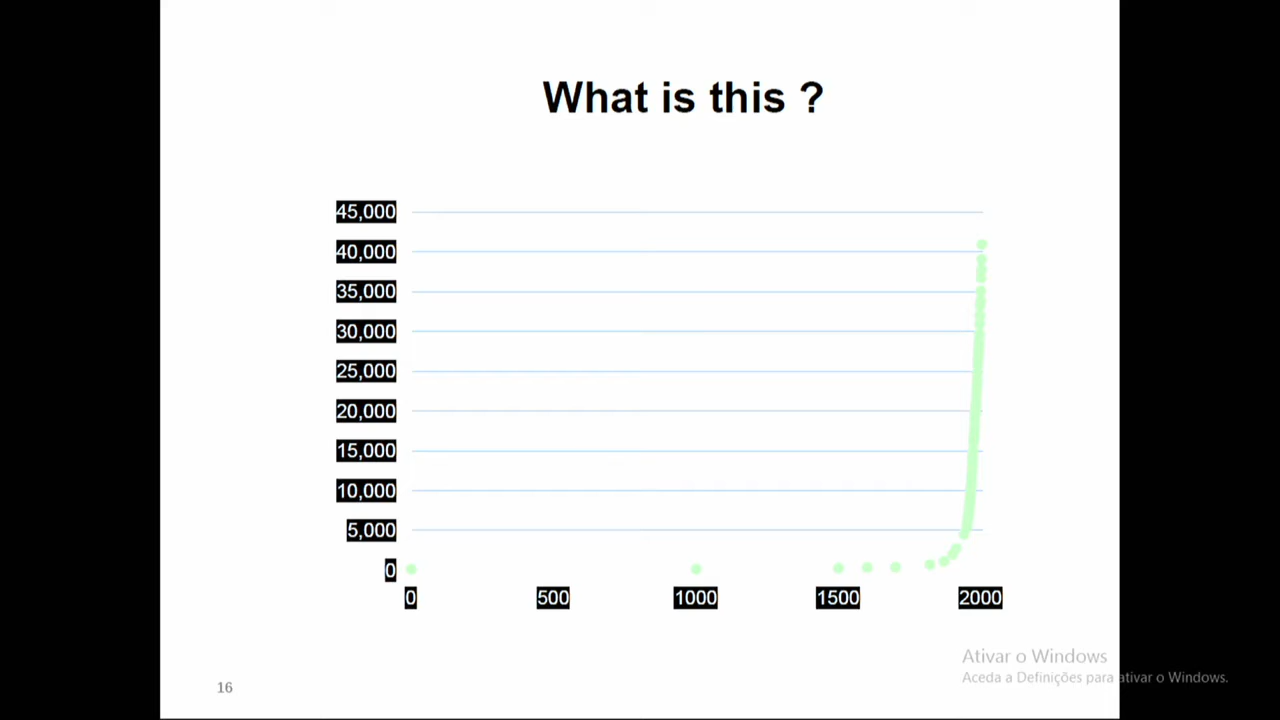 What is this ?
45,000
40,000
35,000
30,000
25,000
20,000
15,000
10,000
5,000
0
0 500 1000 1500 2000
Ativar o Windows
Aceda a Definições para ativar o Windows.
16